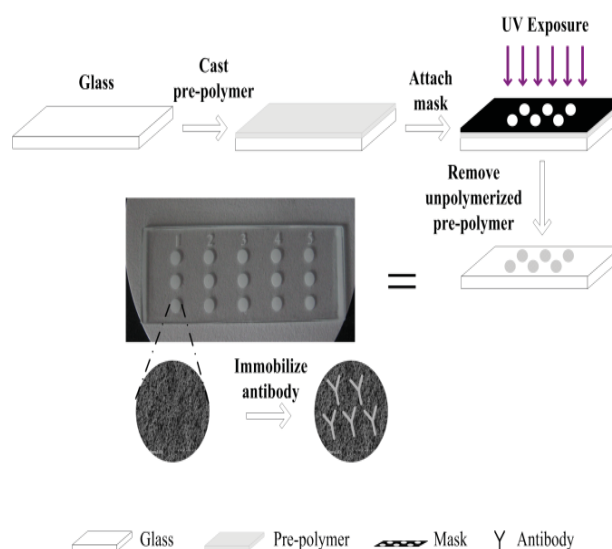 UV Exposure
Glass
Cast
pre-polymer
Attach
mask
Remove
unpolymerized
pre-polymer
1 2 3 4 5
=
Immobilize
antibody
Glass Pre-polymer Mask Antibody